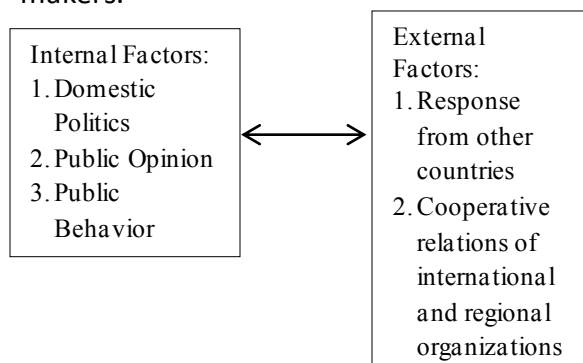 makers.
Internal Factors:
1. Domestic
Politics
2. Public Opinion
3. Public
Behavior
External
Factors:
1. Response
from other
countries
2. Cooperative
relations of
international
and regional
organizations